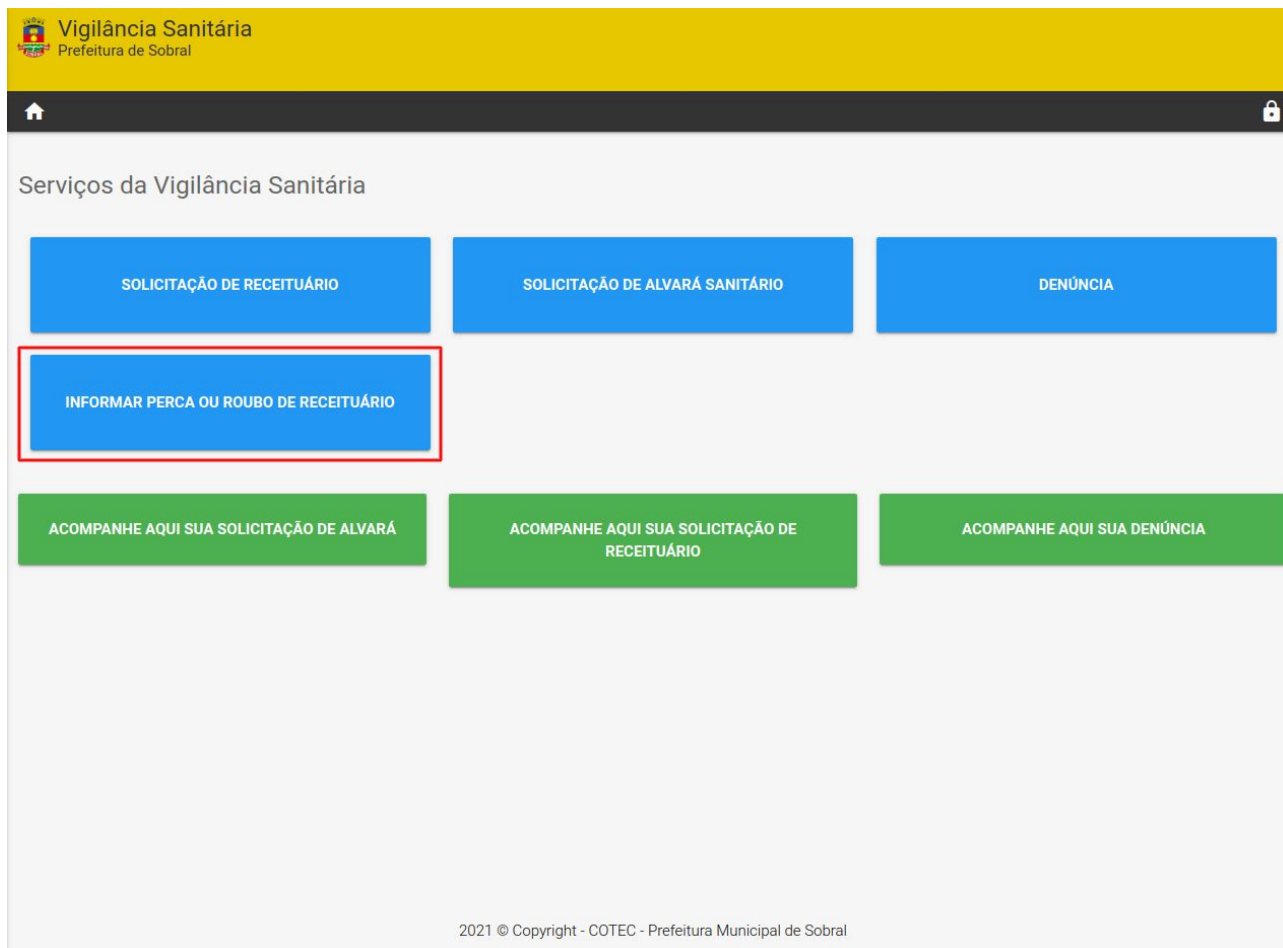 Vigilância Sanitária
Prefeitura de Sobral
Serviços da Vigilância Sanitária
SOLICITAÇÃO DE RECEITUÁRIO
SOLICITAÇÃO DE ALVARÁ SANITÁRIO
DENÚNCIA
INFORMAR PERCA OU ROUBO DE RECEITUÁRIO
ACOMPANHE AQUI SUA SOLICITAÇÃO DE ALVARÁ
ACOMPANHE AQUI SUA SOLICITAÇÃO DE
RECEITUÁRIO
ACOMPANHE AQUI SUA DENÚNCIA
2021 © Copyright - COTEC - Prefeitura Municipal de Sobral